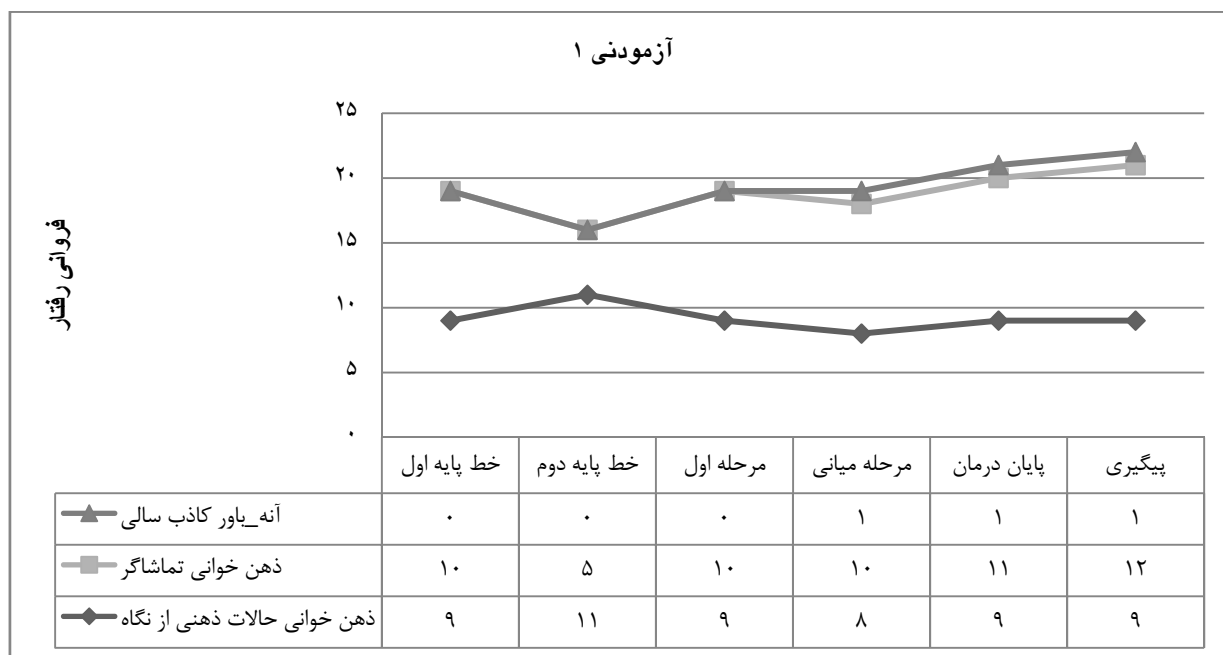 آزمودنی ۱
فروانی رفتار
۲۵
۲۰
۱۵
۱۰
۵
۰
خط پایه اول خط پایه دوم مرحله اول مرحله میانی پایان درمان پیگیری
آنه_باور کاذب سالی ۰ ۰ ۰ ۱ ۱ ۱
ذهن خوانی تماشاگر ۱۰ ۵ ۱۰ ۱۰ ۱۱ ۱۲
ذهن خوانی حالات ذهنی از نگاه ۹ ۱۱ ۹ ۸ ۹ ۹